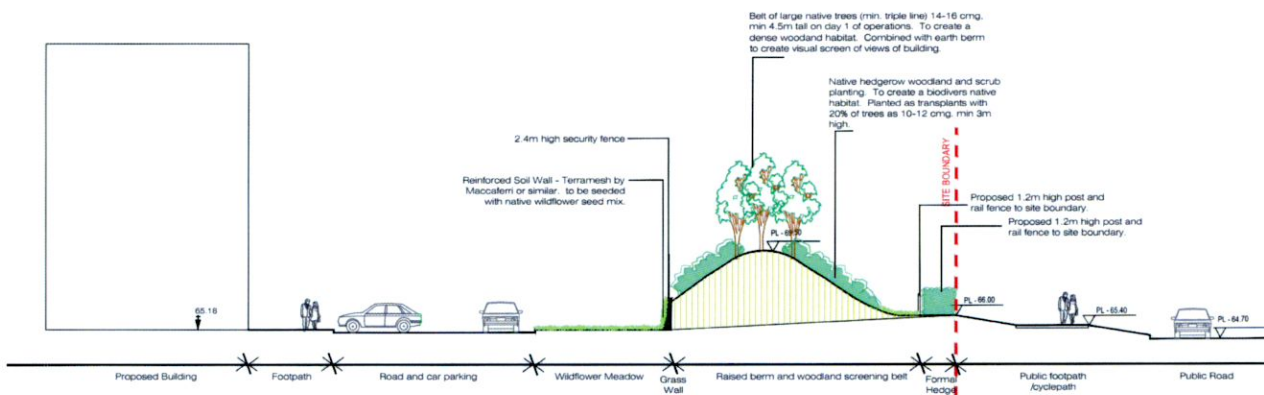 Belt of large native trees (min. triple line) 14-16 cmg,
min 4.5m tall on day 1 of operations. To create a
dense woodand habitat. Combined with earth berm
to create visual screen of views of building.
Native hedgerow woodland and scrub
planting. To create a biodivers native
habitat. Planted as transplants with
20% of trees as 10-12 cmg. min 3m
high.
2.4m high security fence
Reinforced Soil Wall - Terramesh by
Maccaferri or similar. to be seeded
with native wildflower seed mix.
SITE BOUNDARY
Proposed 1.2m high post and
rail fence to site boundary.
Proposed 1.2m high post and
rail fence to site boundary.
PL -
65.18
PL - 66.00
PL - 65.40
PL - 64.70
Proposed Building
Footpath
Road and car parking
Wildflower Meadow
Grass
Wall
Raised berm and woodland screening belt
Formal
Hedge
Public footpath
/cyclepath
Public Road